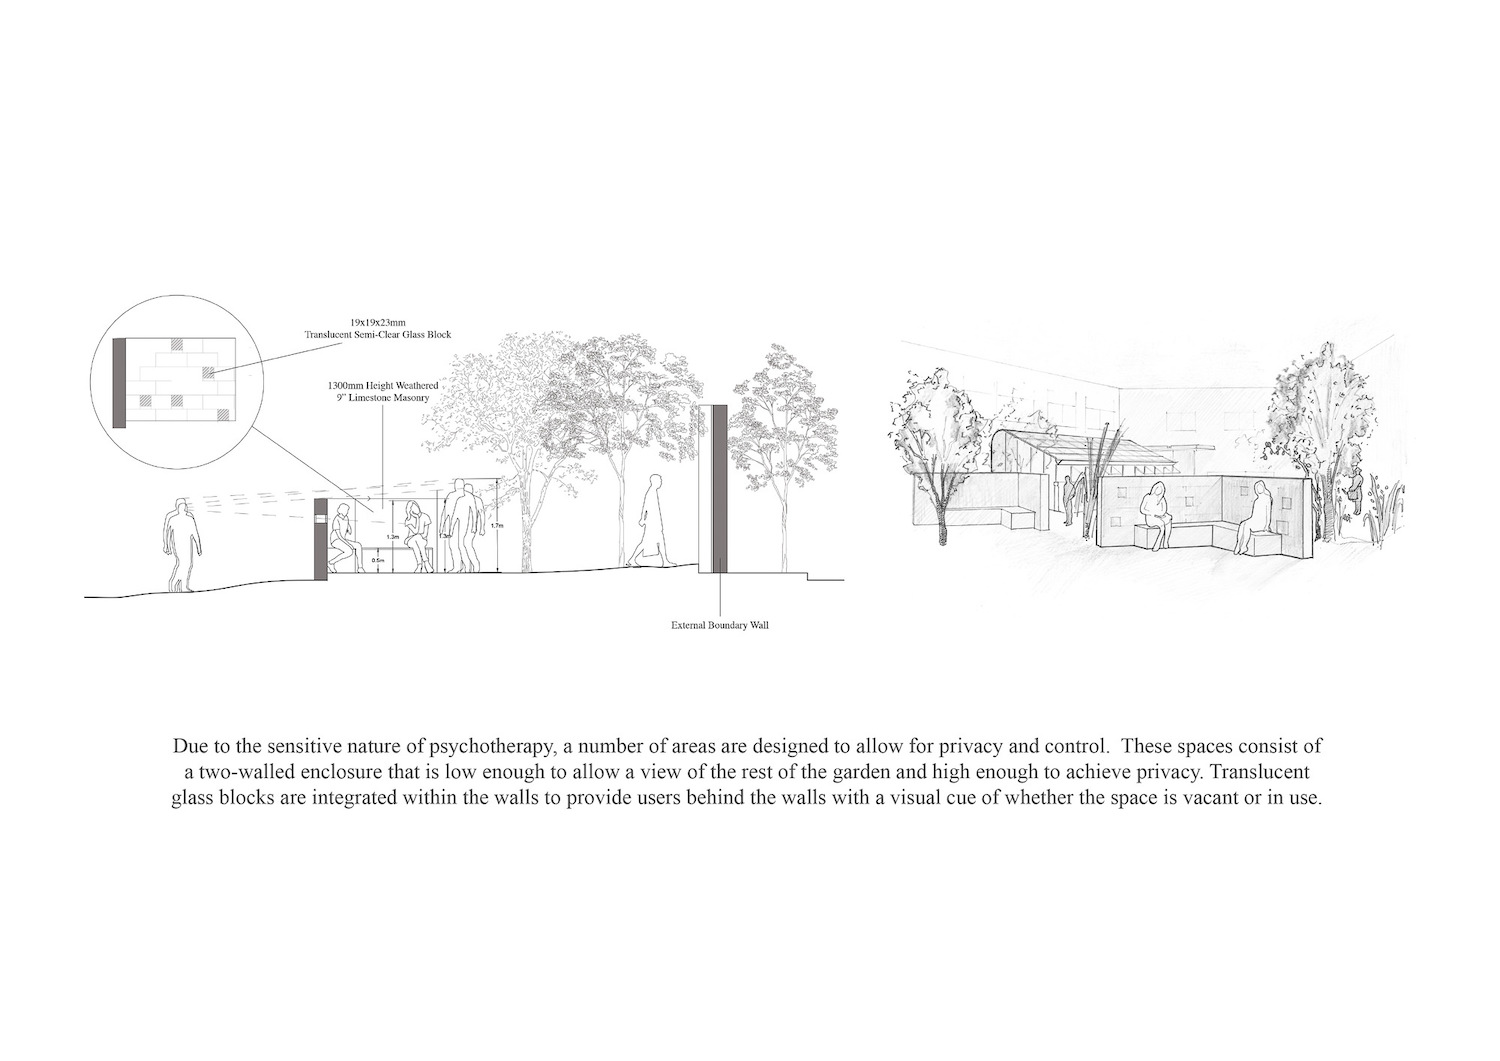 19x19x23mm
Translucent Semi-Clear Glass Block
1300mm Height Weathered
9" Limestone Masonry
1.7m
1.3m
1.3m
0.5m
External Boundary Wall
Due to the sensitive nature of psychotherapy, a number of areas are designed to allow for privacy and control. These spaces consist of
a two-walled enclosure that is low enough to allow a view of the rest of the garden and high enough to achieve privacy. Translucent
glass blocks are integrated within the walls to provide users behind the walls with a visual cue of whether the space is vacant or in use.